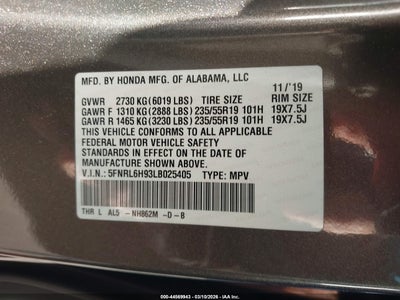 MFD. BY HONDA MFG. OF ALABAMA, LLC
11/'19
GVWR 2730 KG (6019 LBS) TIRE SIZE RIM SIZE
GAWR F 1310 KG (2888 LBS) 235/55R19 101H 19X7.5J
GAWR R 1465 KG (3230 LBS) 235/55R19 101H 19X7.5J
THIS VEHICLE CONFORMS TO ALL APPLICABLE
FEDERAL MOTOR VEHICLE SAFETY AND THEFT PREVENTION
STANDARDS IN EFFECT ON THE DATE OF
MANUFACTURE SHOWN ABOVE.
V.I.N.: 5FNRL6H93LB025405 TYPE: MPV
THR L AL5 -NH862M -D-8
000-44569943 - 03/10/2026 - IAA Inc.